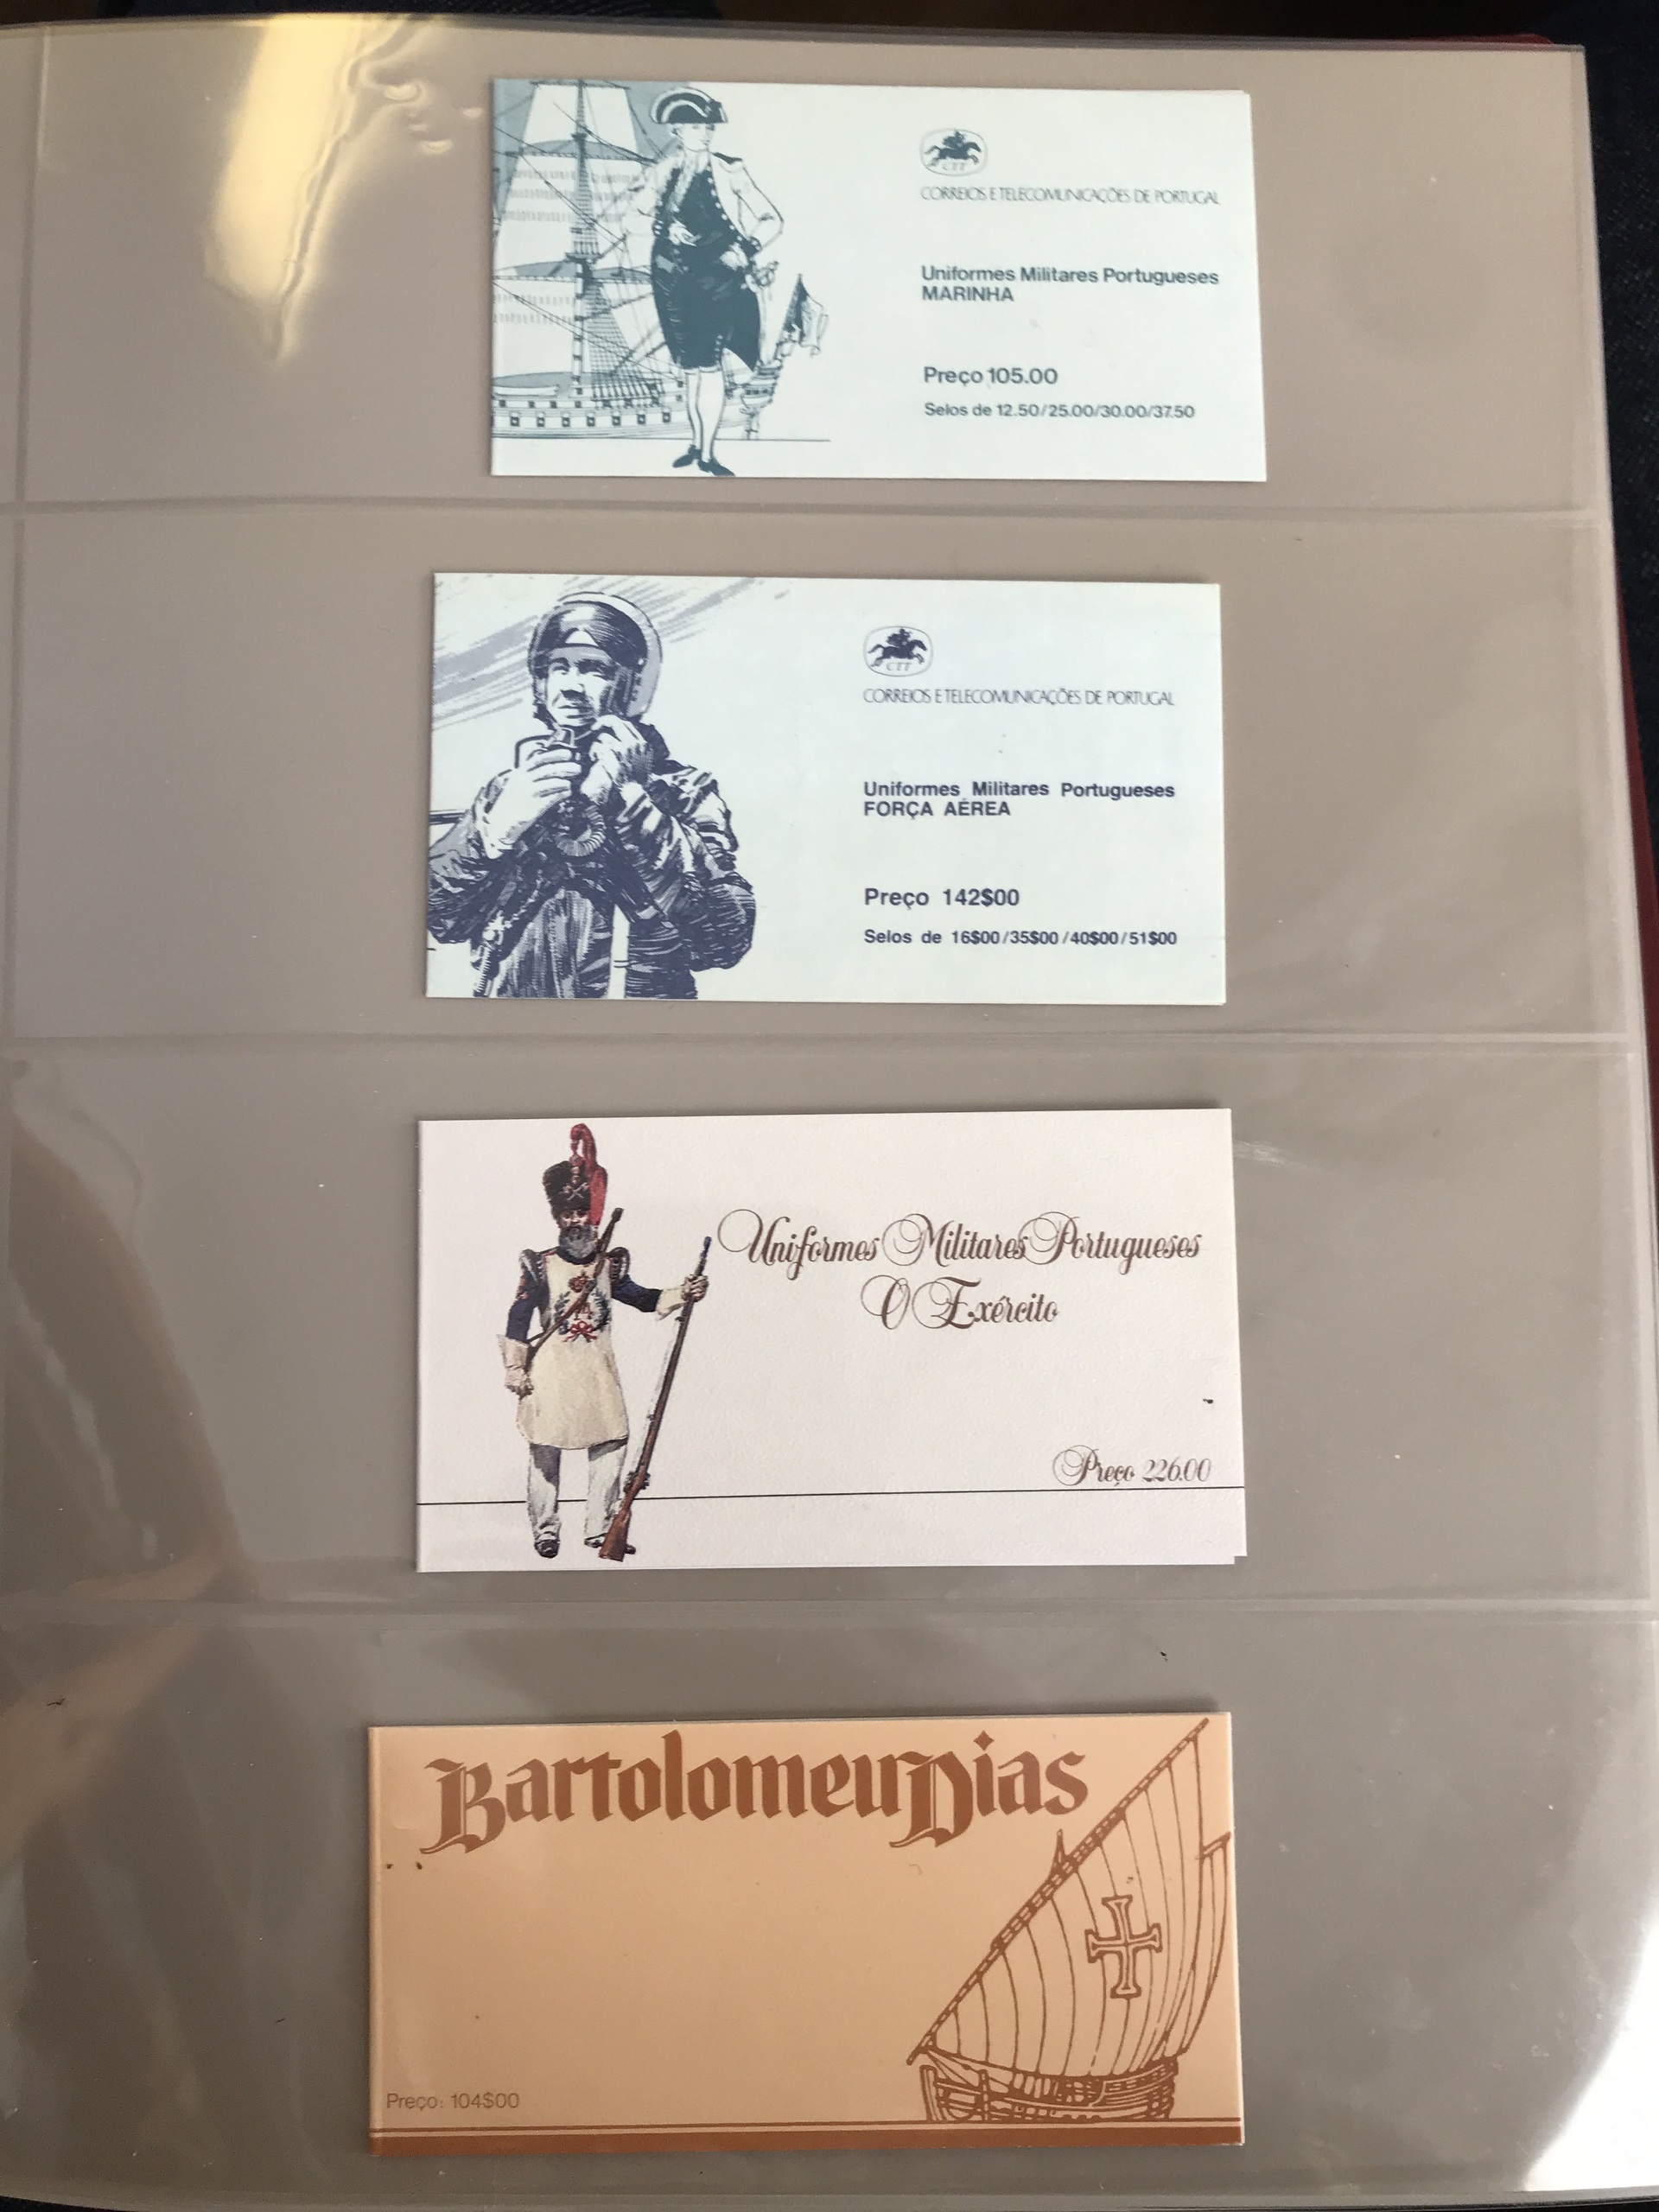 CTT
CORREIOS E TELECOMUNICAÇÕES DE PORTUGAL
Uniformes Militares Portugueses
MARINHA
Preço 105.00
Selos de 12.50/25.00/30.00/37.50
CTT
CORREIOS E TELECOMUNICAÇÕES DE PORTUGAL
Uniformes Militares Portugueses
FORÇA AÉREA
Preço 142$00
Selos de 16$00/35$00/40$00/51$00
Uniformes Militares Portugueses
O Exército
Preço 226.00
Bartolomeu Dias
Preço: 104$00